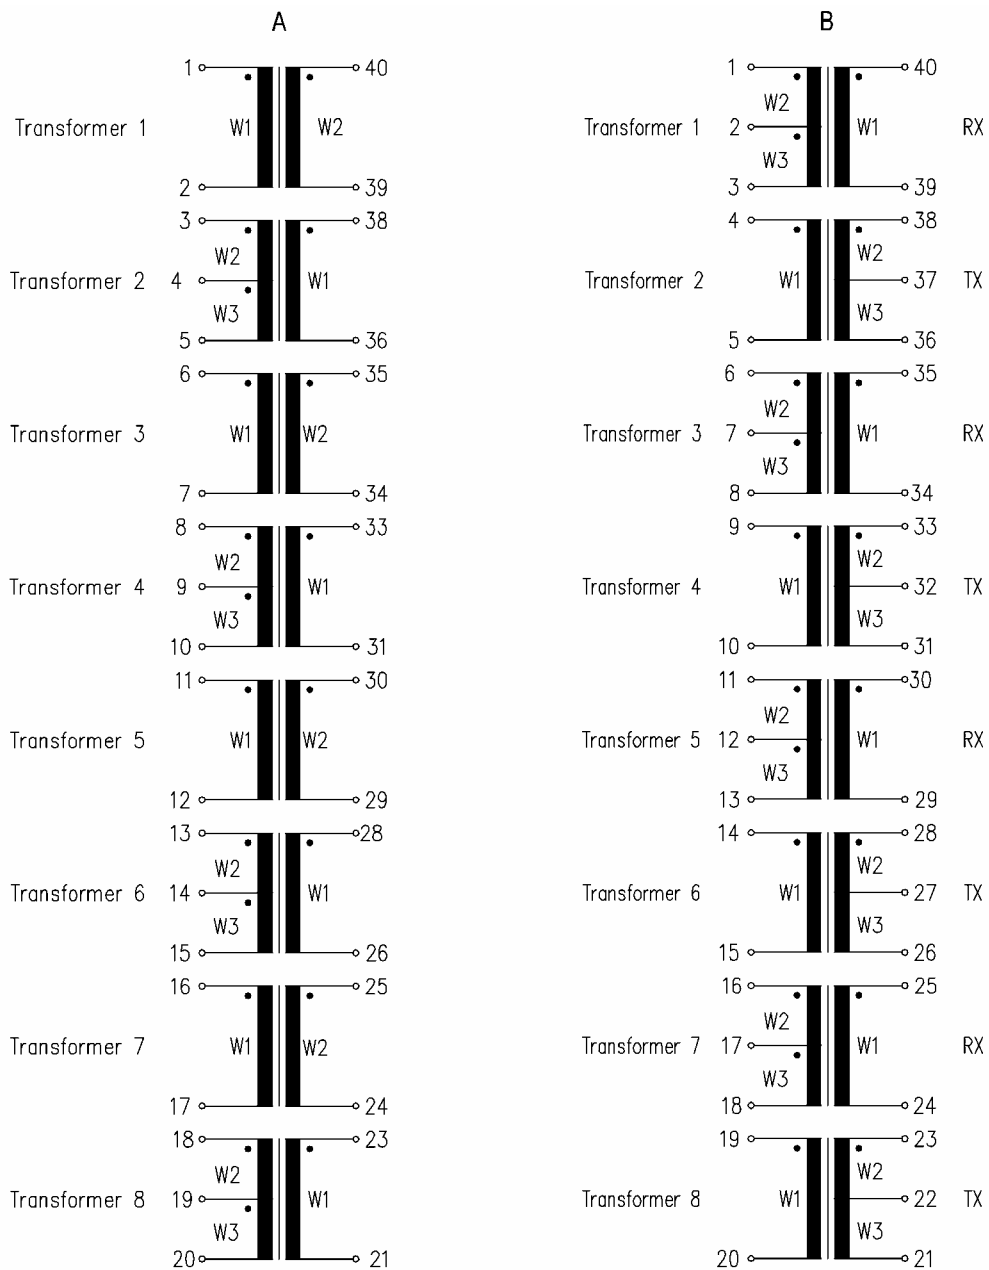 A
1 40
Transformer 1 W1 W2
2 39
3 38
W2
Transformer 2 4 W1
W3
5 36
6 35
Transformer 3 W1 W2
7 34
8 33
W2
Transformer 4 9 W1
W3
10 31
11 30
Transformer 5 W1 W2
12 29
13 28
W2
Transformer 6 14 W1
W3
15 26
16 25
Transformer 7 W1 W2
17 24
18 23
W2
Transformer 8 19 W1
W3
20 21
B
1 40
W2
Transformer 1 2 W1 RX
W3
3 39
4 38
W2
Transformer 2 W1 37 TX
W3
5 36
6 35
W2
Transformer 3 7 W1 RX
W3
8 34
9 33
W2
Transformer 4 W1 32 TX
W3
10 31
11 30
W2
Transformer 5 12 W1 RX
W3
13 29
14 28
W2
Transformer 6 W1 27 TX
W3
15 26
16 25
W2
Transformer 7 17 W1 RX
W3
18 24
19 23
W2
Transformer 8 W1 22 TX
W3
20 21